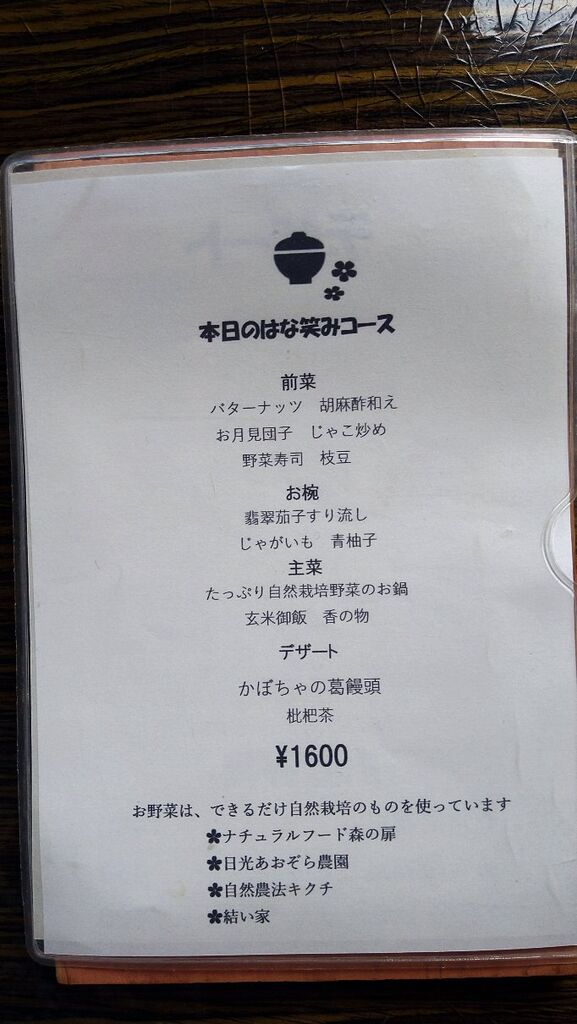 本日のはな笑みコース
前菜
バターナッツ　胡麻酢和え
お月見団子　じゃこ炒め
野菜寿司　枝豆
お椀
翡翠茄子すり流し
じゃがいも　青柚子
主菜
たっぷり自然栽培野菜のお鍋
玄米御飯　香の物
デザート
かぼちゃの葛饅頭
枇杷茶
¥1600
お野菜は、できるだけ自然栽培のものを使っています
✽ナチュラルフード森の扉
✽日光あおぞら農園
✽自然農法キクチ
✽結い家